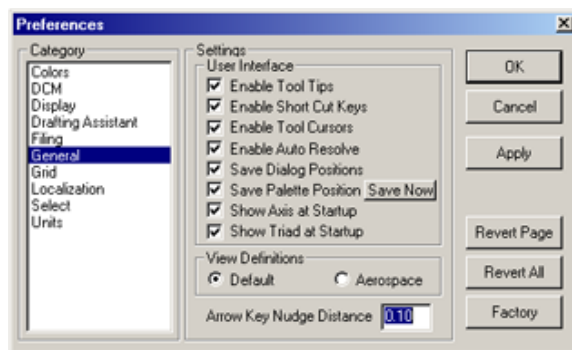 Preferences
Category
Colors
DCM
Display
Drafting Assistant
Filing
General
Grid
Localization
Select
Units
Settings
User Interface
Enable Tool Tips
Enable Short Cut Keys
Enable Tool Cursors
Enable Auto Resolve
Save Dialog Positions
Save Palette Position Save Now
Show Axis at Startup
Show Triad at Startup
View Definitions
Default Aerospace
Arrow Key Nudge Distance 0.10
OK
Cancel
Apply
Revert Page
Revert All
Factory